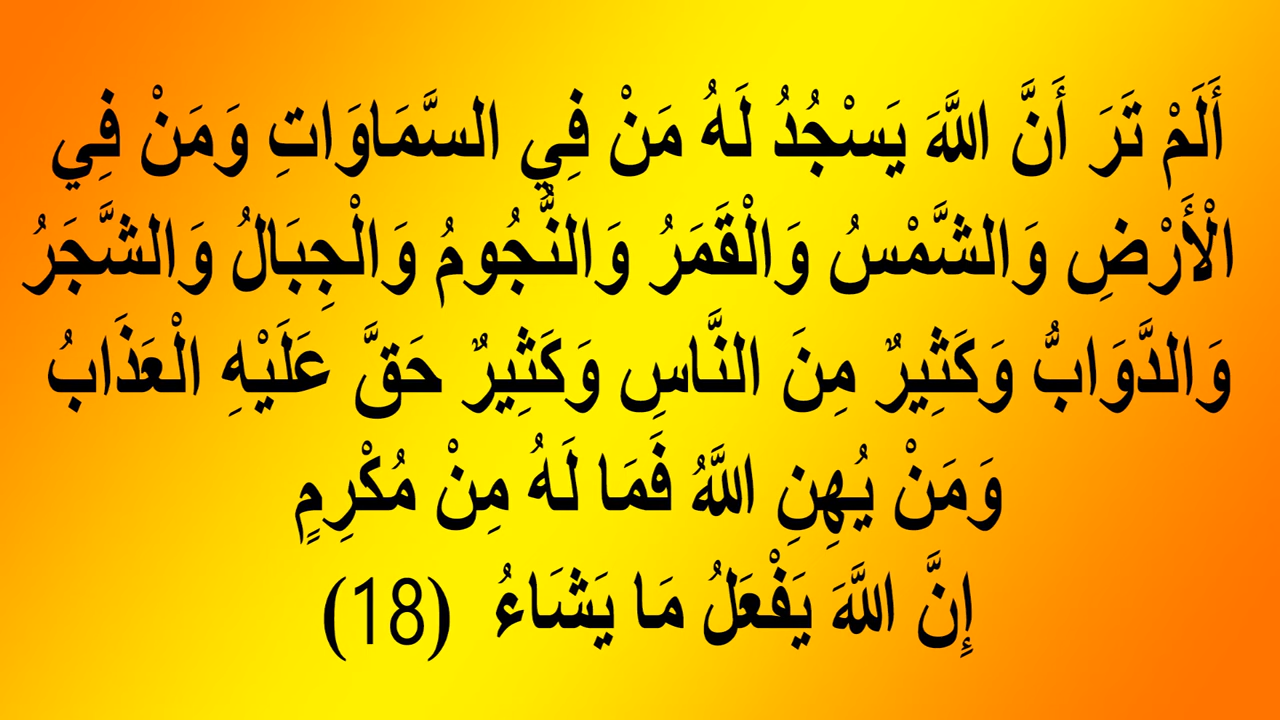 أَلَمْ تَرَ أَنَّ اللَّهَ يَسْجُدُ لَهُ مَنْ فِي السَّمَاوَاتِ وَمَنْ فِي
الْأَرْضِ وَالشَّمْسُ وَالْقَمَرُ وَالنُّجُومُ وَالْجِبَالُ وَالشَّجَرُ
وَالدَّوَابُّ وَكَثِيرٌ مِنَ النَّاسِ وَكَثِيرٌ حَقَّ عَلَيْهِ الْعَذَابُ
وَمَنْ يُهِنِ اللَّهُ فَمَا لَهُ مِنْ مُكْرِمٍ
إِنَّ اللَّهَ يَفْعَلُ مَا يَشَاءُ (18)